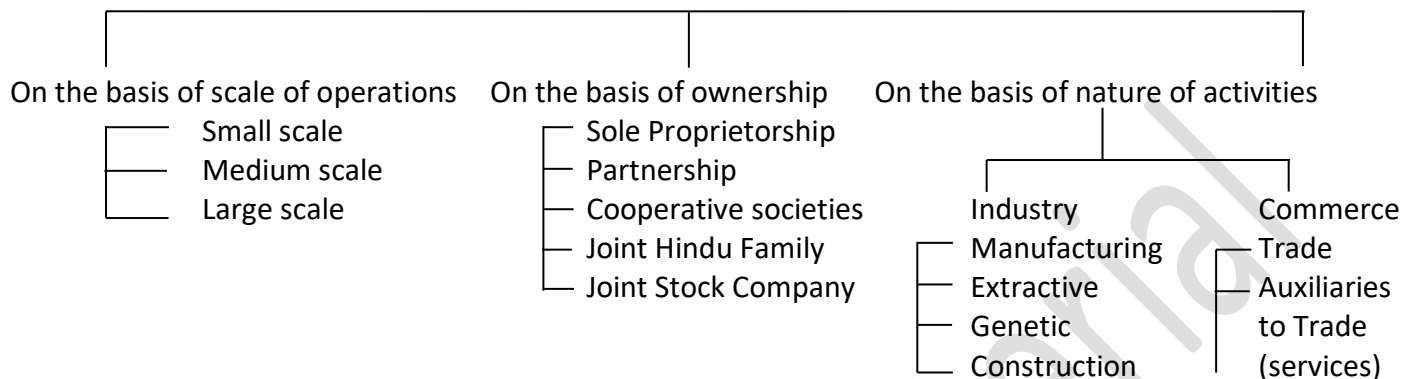 On the basis of scale of operations
Small scale
Medium scale
Large scale
On the basis of ownership
Sole Proprietorship
Partnership
Cooperative societies
Joint Hindu Family
Joint Stock Company
On the basis of nature of activities
Industry
Manufacturing
Extractive
Genetic
Construction
Commerce
Trade
Auxiliaries
to Trade
(services)